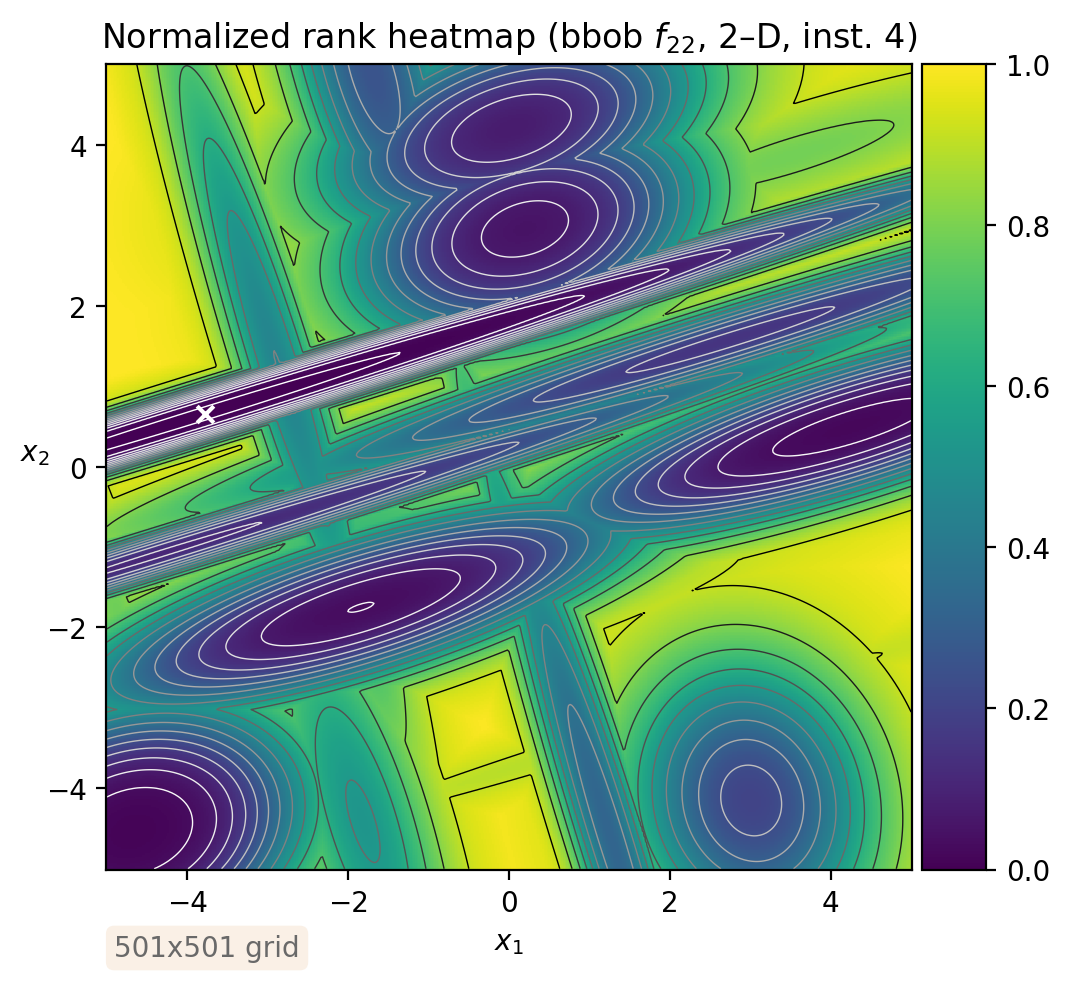 Normalized rank heatmap (bbob f22, 2–D, inst. 4)
1.0
0.8
0.6
0.4
0.2
0.0
4
2
0
−2
−4
x2
−4 −2 0 2 4
x1
501x501 grid